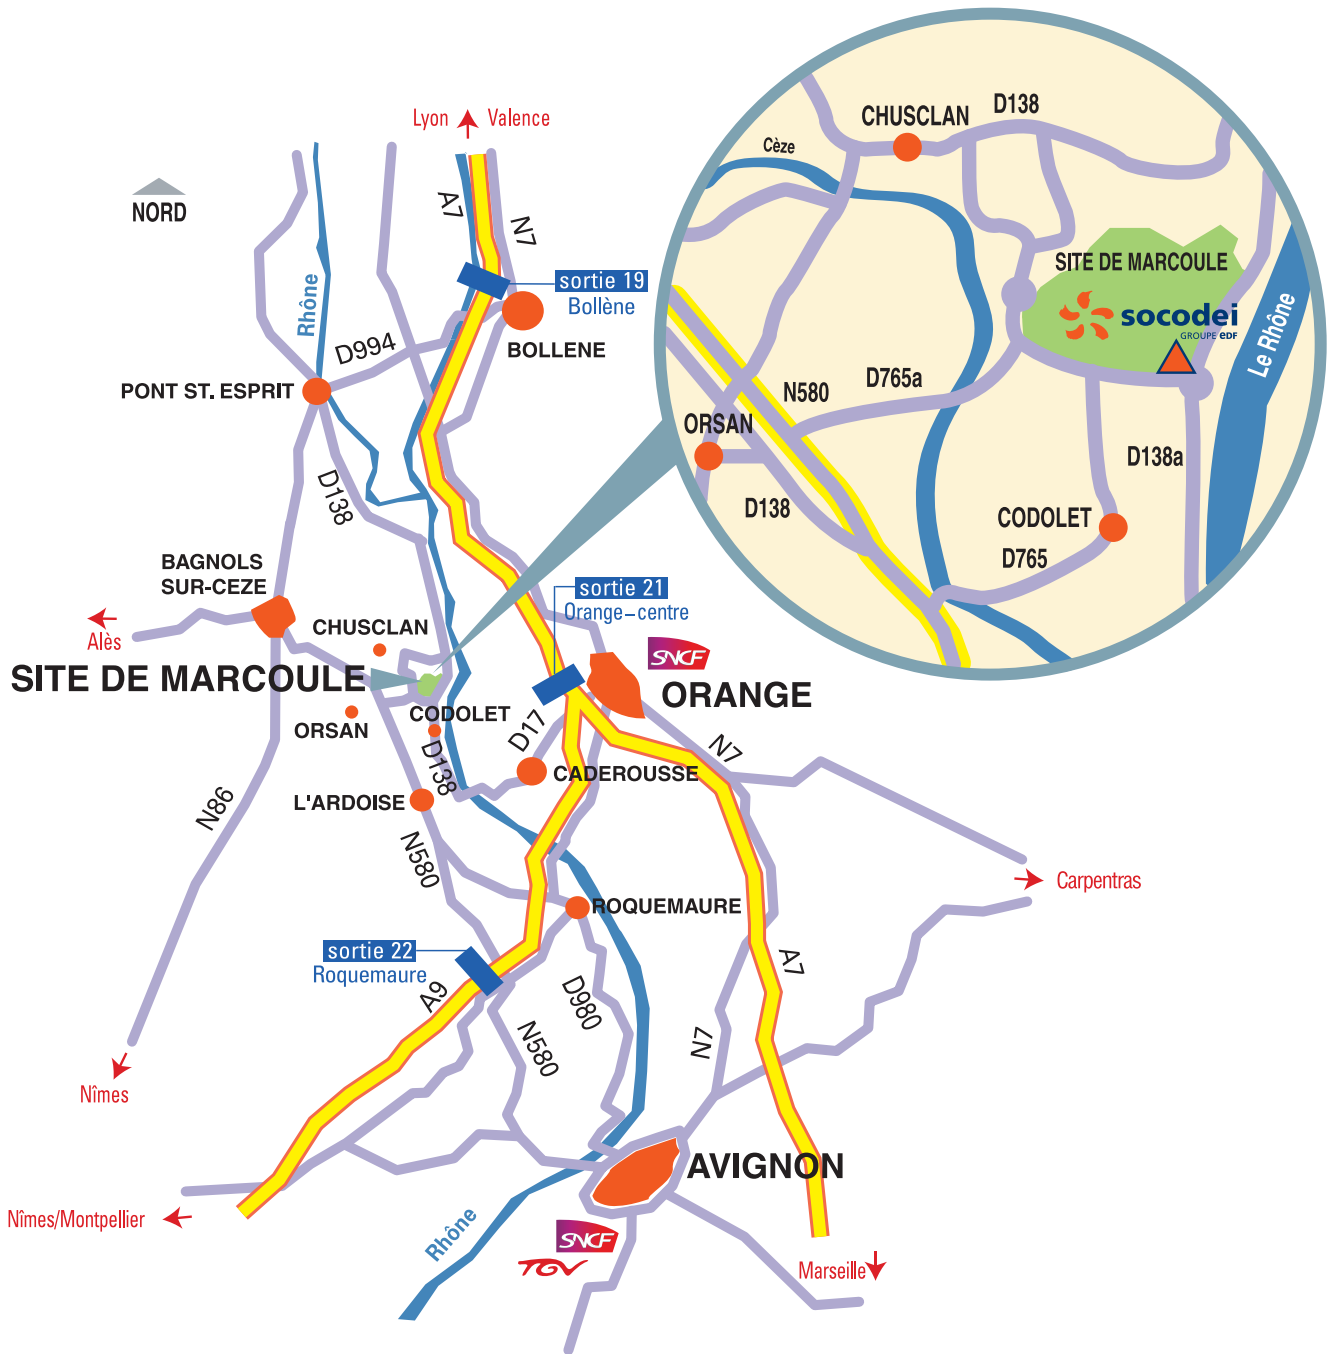 Lyon Valence
NORD
A7
N7
Rhône
sortie 19
Bollène
D994
BOLLENE
PONT ST. ESPRIT
D138
BAGNOLS
SUR-CEZE
sortie 21
Orange-centre
Alès
CHUSCLAN
SITE DE MARCOULE
SNCF
ORANGE
ORSAN
CODOLET
D17
N7
D138
CADEROUSSE
L'ARDOISE
N86
N580
Carpentras
ROQUEMAURE
sortie 22
Roquemaure
A9
D980
A7
N580
N7
Nîmes
AVIGNON
Nîmes/Montpellier
Rhône
SNCF
TGV
Marseille
CHUSCLAN
D138
Cèze
SITE DE MARCOULE
socodei
GROUPE EDF
Le Rhône
D765a
N580
ORSAN
D138a
D138
CODOLET
D765